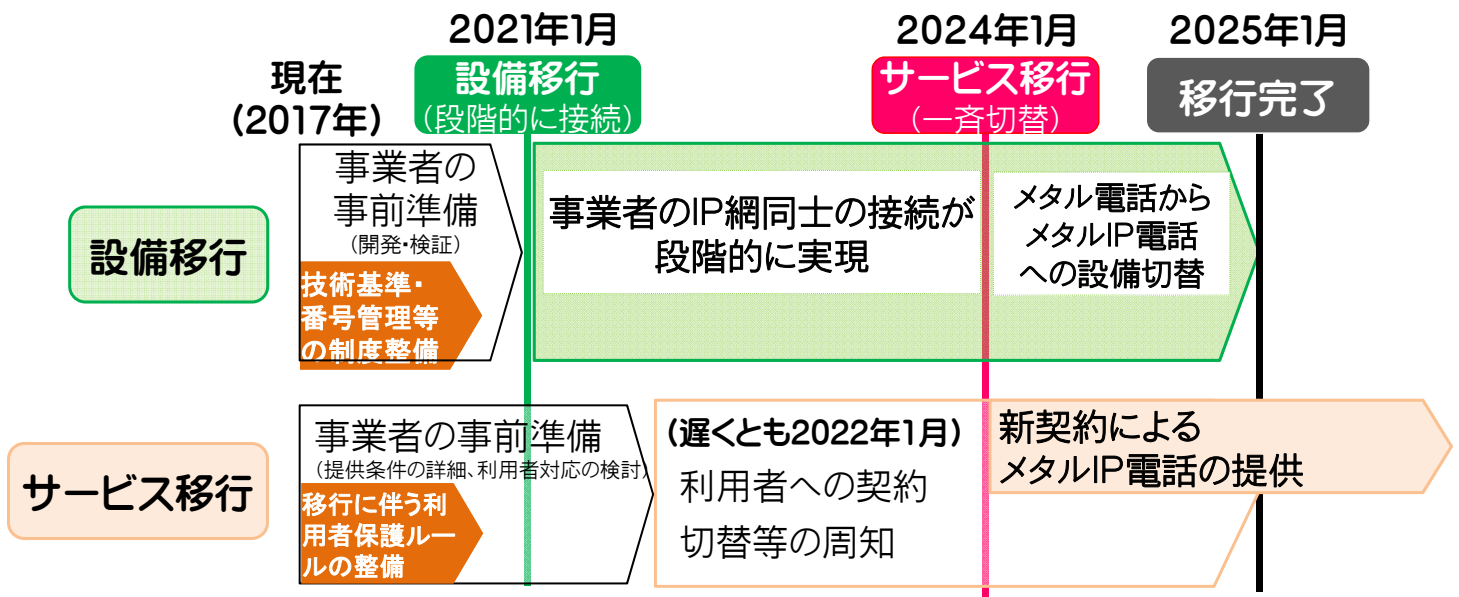 2021年1月
2024年1月
2025年1月
現在
(2017年)
設備移行
(段階的に接続)
サービス移行
(一斉切替)
移行完了
設備移行
事業者の
事前準備
(開発・検証)
技術基準・
番号管理等
の制度整備
事業者のIP網同士の接続が
段階的に実現
メタル電話から
メタルIP電話
への設備切替
サービス移行
事業者の事前準備
(提供条件の詳細、利用者対応の検討)
移行に伴う利
用者保護ルー
ルの整備
(遅くとも2022年1月)
利用者への契約
切替等の周知
新契約による
メタルIP電話の提供